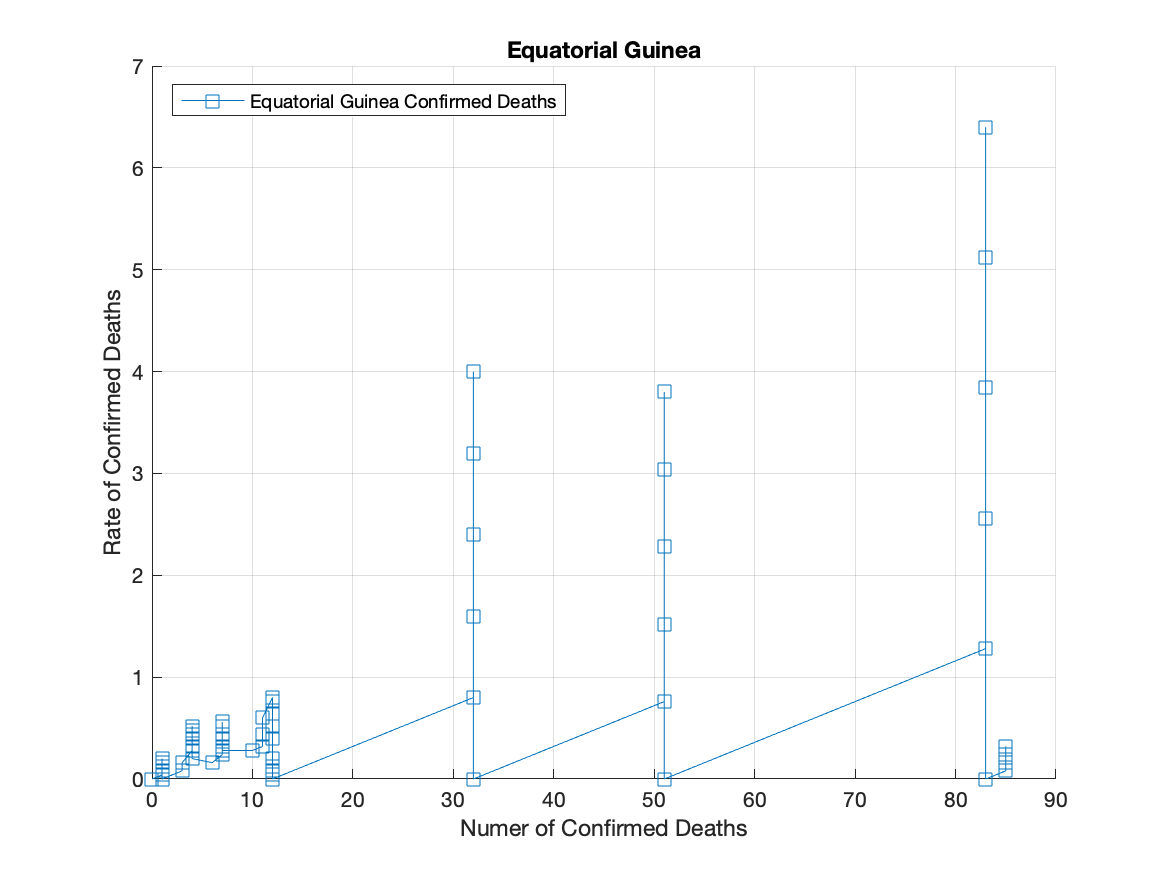 Equatorial Guinea
Equatorial Guinea Confirmed Deaths
7
6
5
4
3
2
1
0
Rate of Confirmed Deaths
0 10 20 30 40 50 60 70 80 90
Numer of Confirmed Deaths